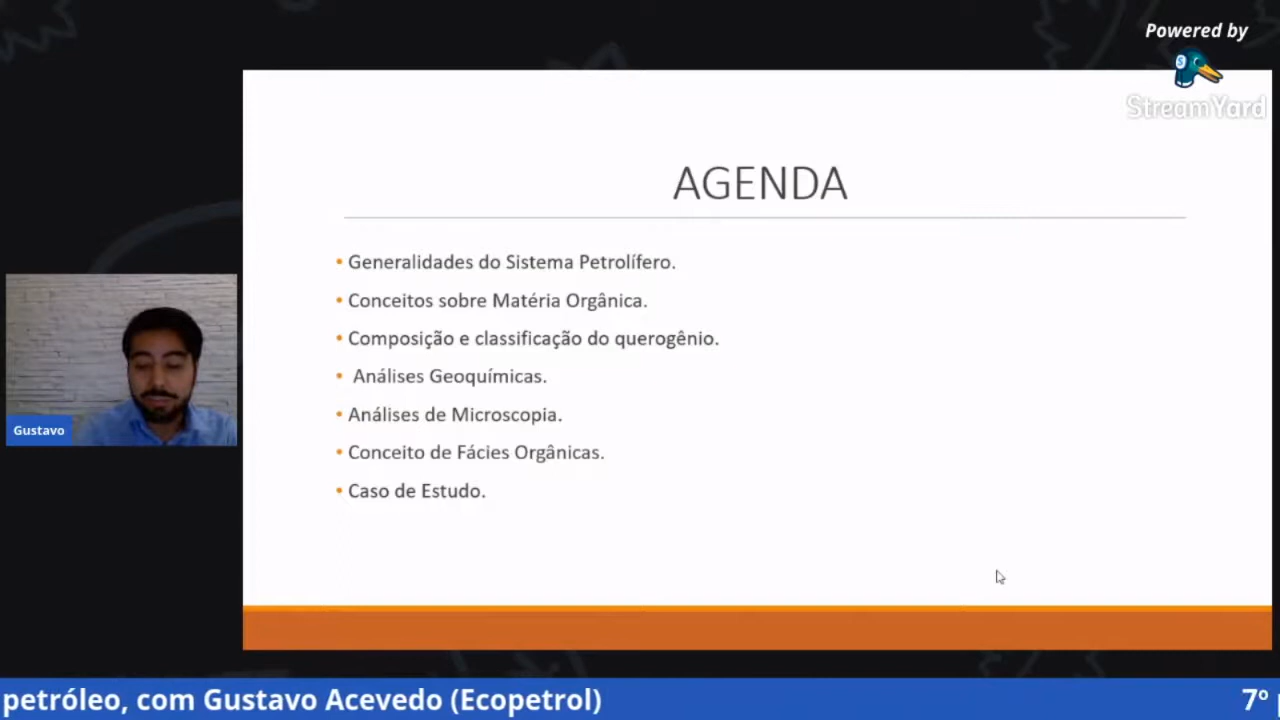 Powered by
StreamYard
AGENDA
• Generalidades do Sistema Petrolífero.
• Conceitos sobre Matéria Orgânica.
• Composição e classificação do querogênio.
• Análises Geoquímicas.
• Análises de Microscopia.
• Conceito de Fácies Orgânicas.
• Caso de Estudo.
Gustavo
petróleo, com Gustavo Acevedo (Ecopetrol) 7º